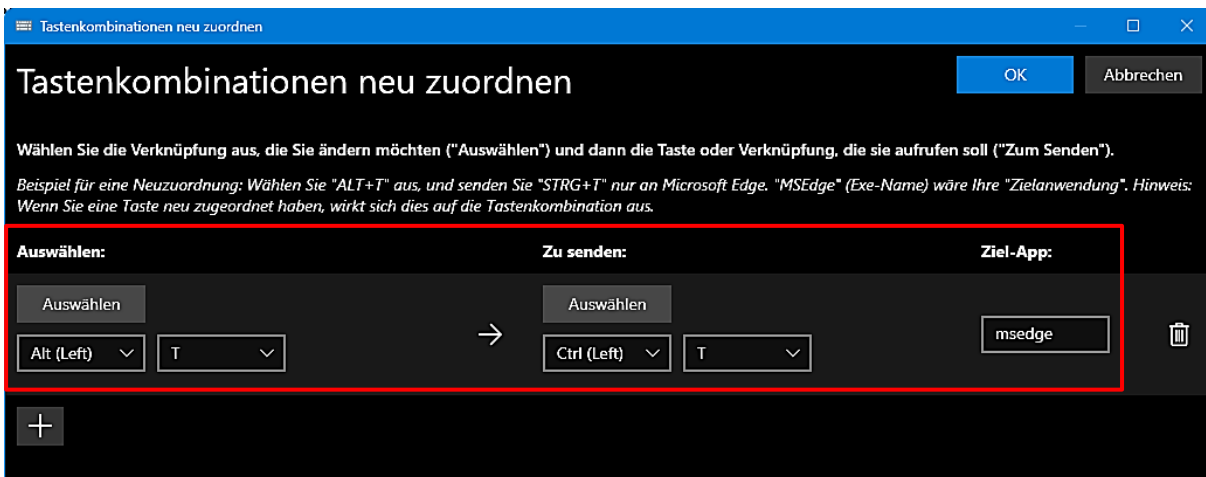 Tastenkombinationen neu zuordnen
Tastenkombinationen neu zuordnen
OK
Abbrechen
Wählen Sie die Verknüpfung aus, die Sie ändern möchten ("Auswählen") und dann die Taste oder Verknüpfung, die sie aufrufen soll ("Zum Senden").
Beispiel für eine Neuzuordnung: Wählen Sie "ALT+T" aus, und senden Sie "STRG+T" nur an Microsoft Edge. "MSEdge" (Exe-Name) wäre Ihre "Zielanwendung". Hinweis:
Wenn Sie eine Taste neu zugeordnet haben, wirkt sich dies auf die Tastenkombination aus.
Auswählen:
Zu senden:
Ziel-App:
Auswählen
Auswählen
Alt (Left)
T
Ctrl (Left)
T
msedge